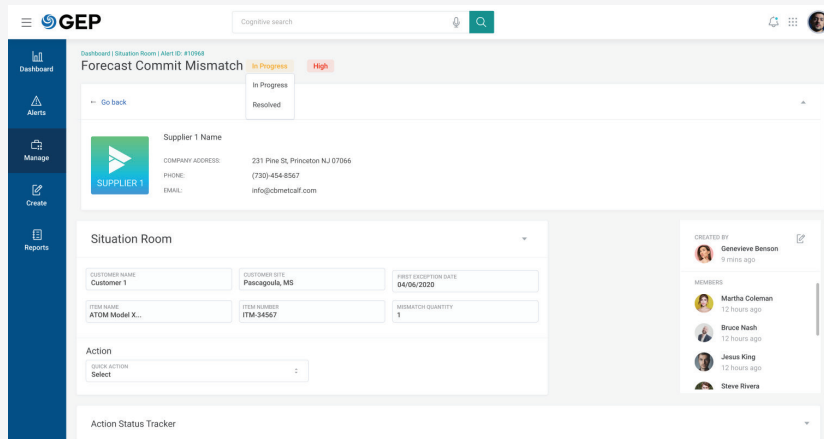 GEP
Cognitive search
Dashboard | Situation Room | Alert ID: #10968
Forecast Commit Mismatch
In Progress
High
In Progress
Resolved
Dashboard
Alerts
Manage
Create
Reports
← Go back
SUPPLIER 1
Supplier 1 Name
COMPANY ADDRESS: 231 Pine St, Princeton NJ 07066
PHONE: (730)-454-8567
EMAIL: info@cbmetcalf.com
Situation Room
CUSTOMER NAME
Customer 1
CUSTOMER SITE
Pascagoula, MS
FIRST EXCEPTION DATE
04/06/2020
ITEM NAME
ATOM Model X...
ITEM NUMBER
ITM-34567
MISMATCH QUANTITY
1
Action
QUICK ACTION
Select
CREATED BY
Genevieve Benson
9 mins ago
MEMBERS
Martha Coleman
12 hours ago
Bruce Nash
12 hours ago
Jesus King
12 hours ago
Steve Rivera
Action Status Tracker